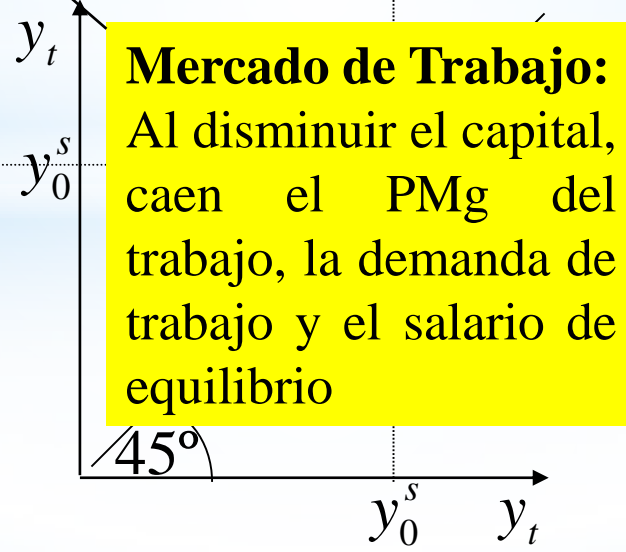 y_t
Mercado de Trabajo:
Al disminuir el capital,
caen el PMg del
trabajo, la demanda de
trabajo y el salario de
equilibrio
y_0^s
45º
y_0^s y_t